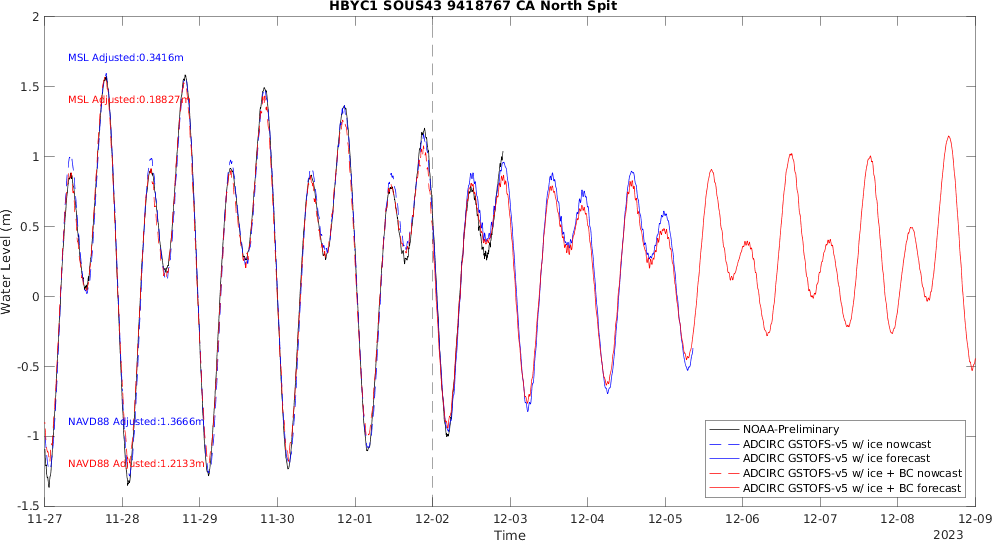 HBYC1 SOUS43 9418767 CA North Spit
2
1.5
1
0.5
0
-0.5
-1
-1.5
Water Level (m)
MSL Adjusted:0.3416m
MSL Adjusted:0.18827m
NAVD88 Adjusted:1.3666m
NAVD88 Adjusted:1.2133m
NOAA-Preliminary
ADCIRC GSTOFS-v5 w/ ice nowcast
ADCIRC GSTOFS-v5 w/ ice forecast
ADCIRC GSTOFS-v5 w/ ice + BC nowcast
ADCIRC GSTOFS-v5 w/ ice + BC forecast
11-27 11-28 11-29 11-30 12-01 12-02 12-03 12-04 12-05 12-06 12-07 12-08 12-09
Time
2023